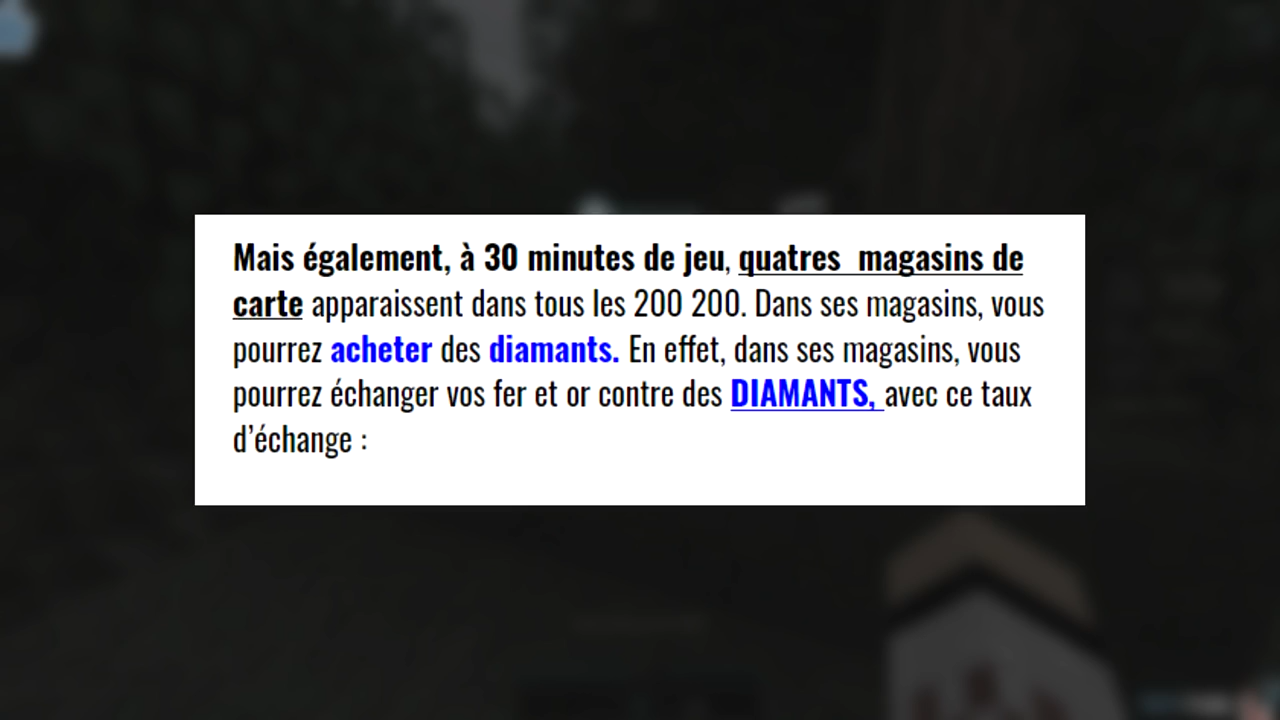 Mais également, à 30 minutes de jeu, quatres  magasins de
carte apparaissent dans tous les 200 200. Dans ses magasins, vous
pourrez acheter des diamants. En effet, dans ses magasins, vous
pourrez échanger vos fer et or contre des DIAMANTS, avec ce taux
d’échange :